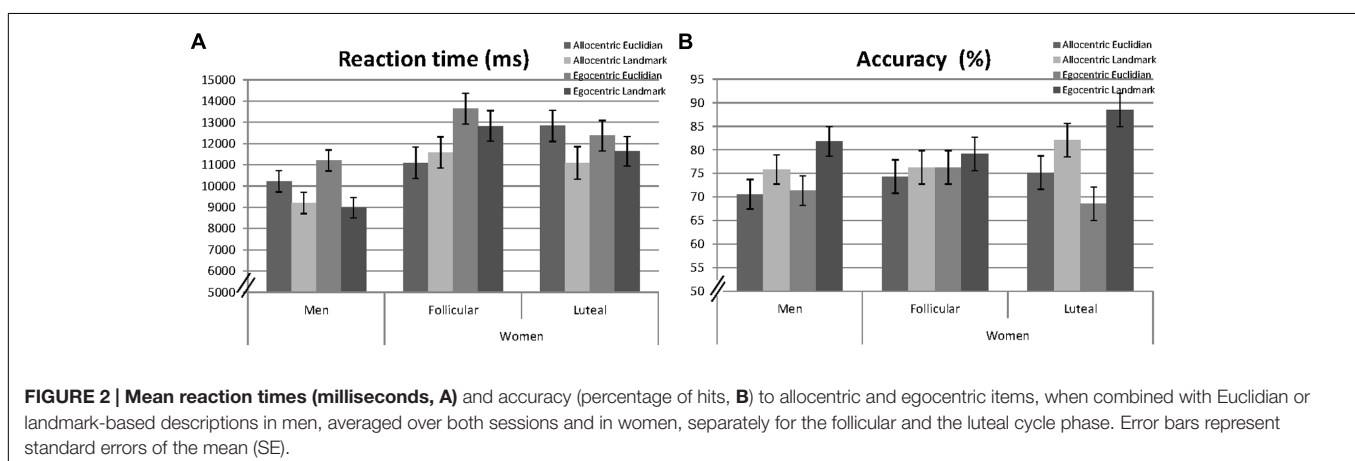 A
Reaction time (ms)
Allocentric Euclidian
Allocentric Landmark
Egocentric Euclidian
Egocentric Landmark
15000
14000
13000
12000
11000
10000
9000
8000
7000
6000
5000
Men
Follicular
Luteal
Women
B
Accuracy (%)
Allocentric Euclidian
Allocentric Landmark
Egocentric Euclidian
Egocentric Landmark
95
90
85
80
75
70
65
60
55
50
Men
Follicular
Luteal
Women
FIGURE 2 | Mean reaction times (milliseconds, A) and accuracy (percentage of hits, B) to allocentric and egocentric items, when combined with Euclidian or
landmark-based descriptions in men, averaged over both sessions and in women, separately for the follicular and the luteal cycle phase. Error bars represent
standard errors of the mean (SE).